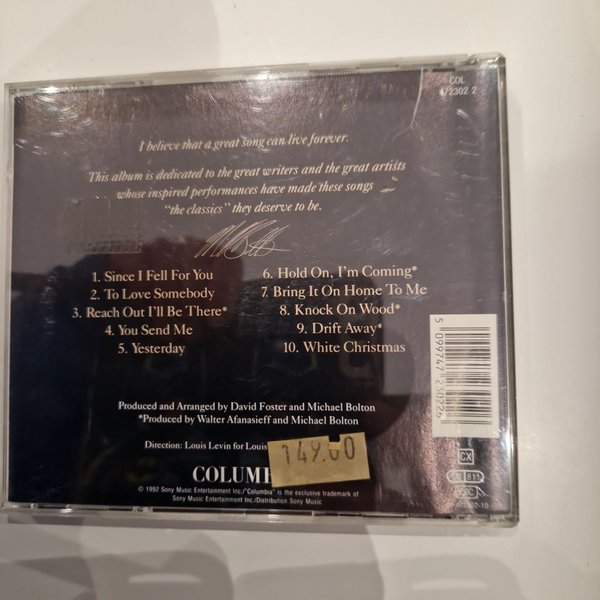 COL
472302 2
I believe that a great song can live forever.
This album is dedicated to the great writers and the great artists
whose inspired performances have made these songs
"the classics" they deserve to be.
1. Since I Fell For You
2. To Love Somebody
3. Reach Out I'll Be There*
4. You Send Me
5. Yesterday
6. Hold On, I'm Coming*
7. Bring It On Home To Me
8. Knock On Wood*
9. Drift Away*
10. White Christmas
5 099747 230226
Produced and Arranged by David Foster and Michael Bolton
*Produced by Walter Afanasieff and Michael Bolton
Direction: Louis Levin for Louis
149.00
COLUM
© 1992 Sony Music Entertainment Inc./"Columbia" is the exclusive trademark of
Sony Music Entertainment Inc./Distribution Sony Music
CX